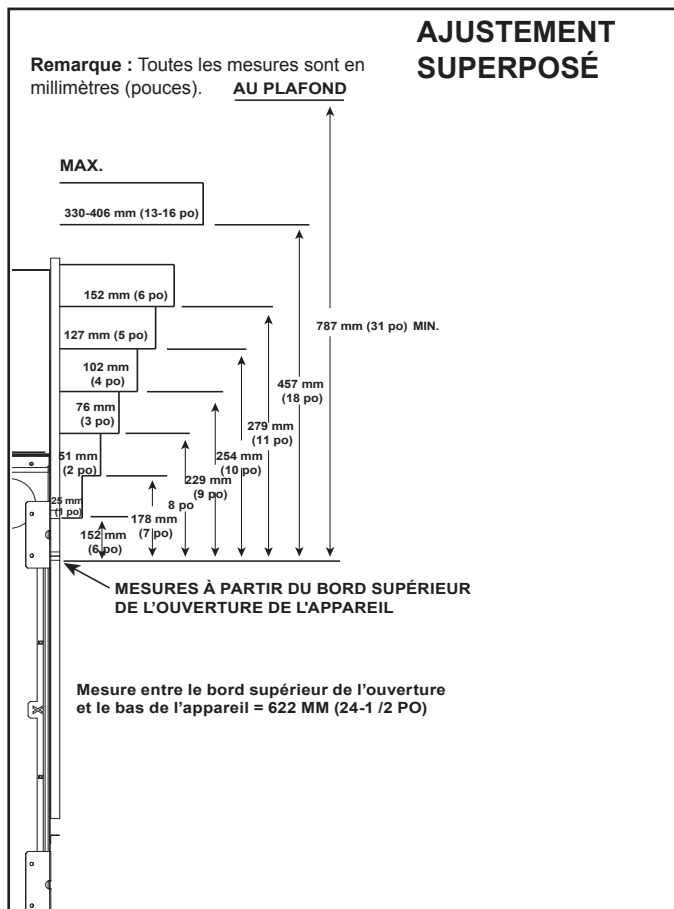 AJUSTEMENT
SUPERPOSÉ
Remarque : Toutes les mesures sont en
millimètres (pouces).
AU PLAFOND
MAX.
330-406 mm (13-16 po)
152 mm (6 po)
127 mm (5 po)
102 mm
(4 po)
76 mm
(3 po)
51 mm
(2 po)
25 mm
(1 po)
787 mm (31 po) MIN.
457 mm
(18 po)
279 mm
(11 po)
254 mm
(10 po)
229 mm
(9 po)
8 po
178 mm
(7 po)
152 mm
(6 po)
MESURES À PARTIR DU BORD SUPÉRIEUR
DE L’OUVERTURE DE L'APPAREIL
Mesure entre le bord supérieur de l’ouverture
et le bas de l’appareil = 622 MM (24-1 /2 PO)